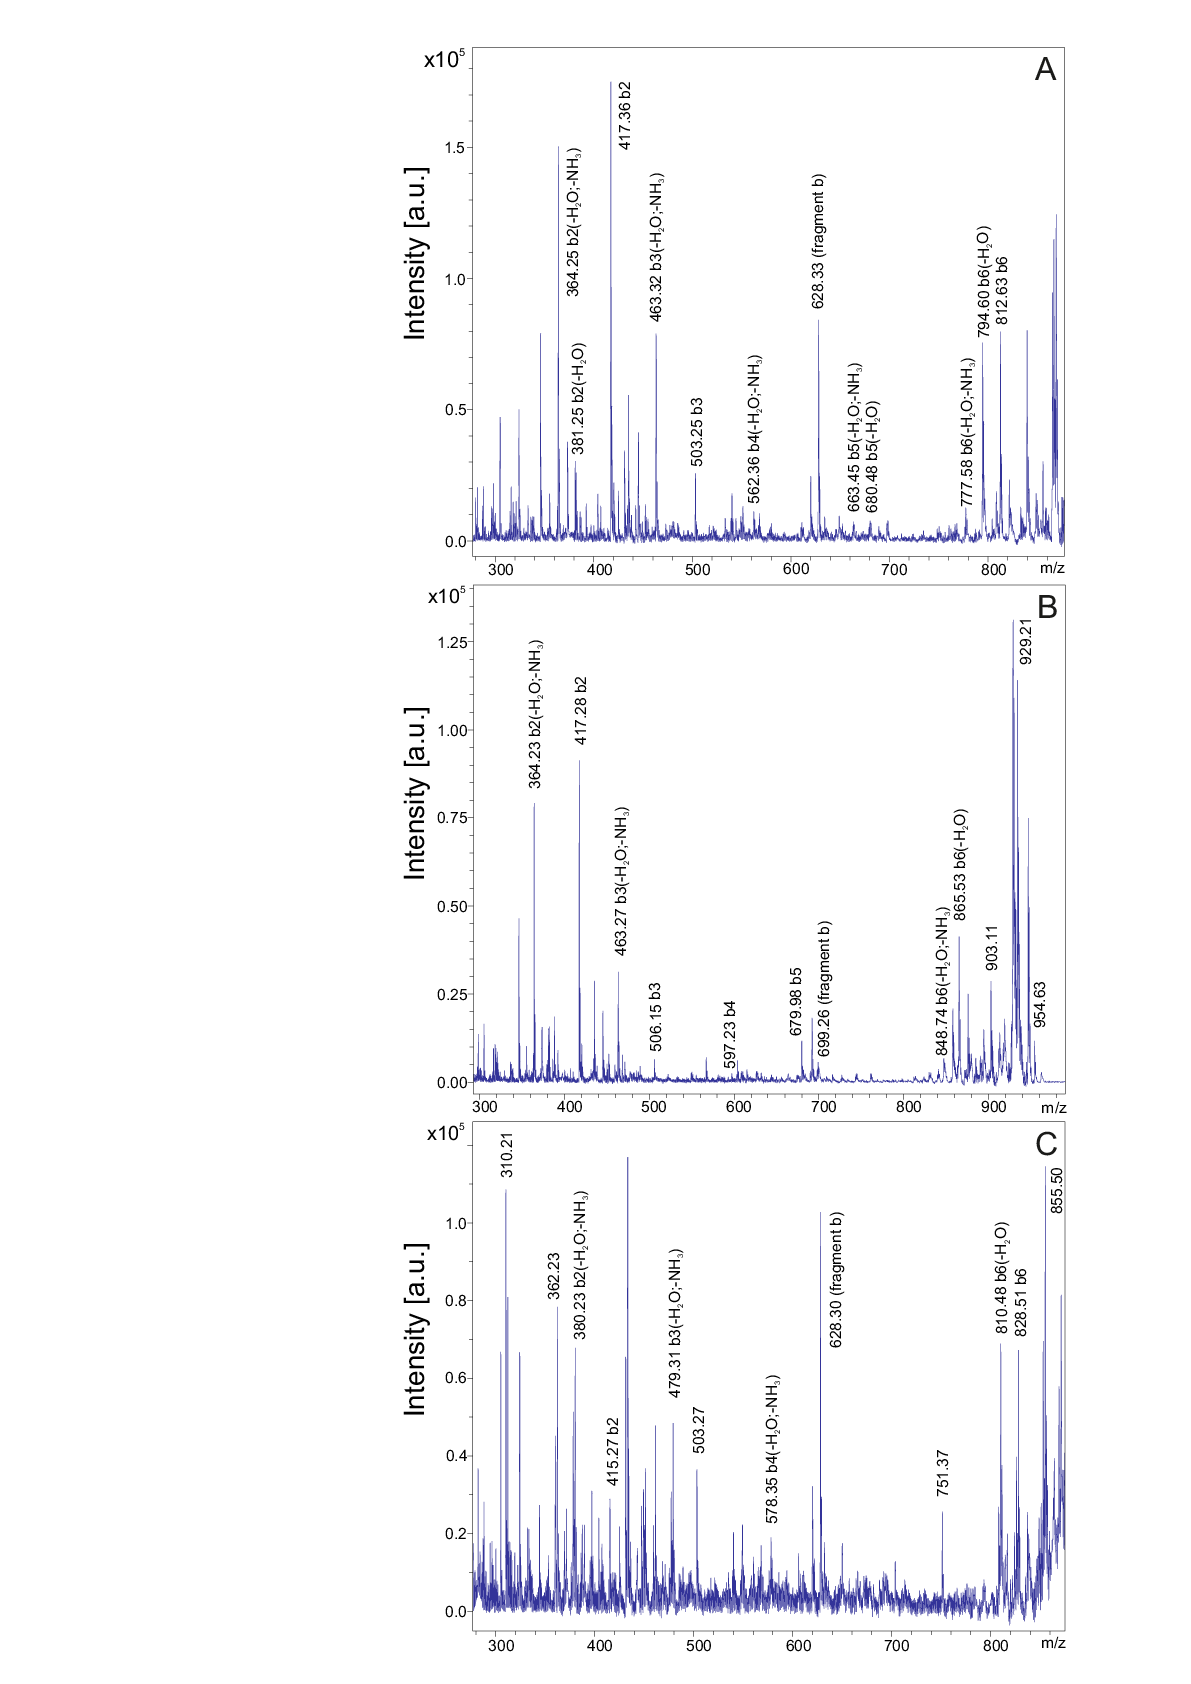 A
x10⁵
Intensity [a.u.]
1.5
1.0
0.5
0.0
364.25 b2(-H₂O;-NH₃)
381.25 b2(-H₂O)
417.36 b2
463.32 b3(-H₂O;-NH₃)
503.25 b3
562.36 b4(-H₂O;-NH₃)
628.33 (fragment b)
663.45 b5(-H₂O;-NH₃)
680.48 b5(-H₂O)
777.58 b6(-H₂O;-NH₃)
794.60 b6(-H₂O)
812.63 b6
300 400 500 600 700 800 m/z
B
x10⁵
Intensity [a.u.]
1.25
1.00
0.75
0.50
0.25
0.00
364.23 b2(-H₂O;-NH₃)
417.28 b2
463.27 b3(-H₂O;-NH₃)
506.15 b3
597.23 b4
679.98 b5
699.26 (fragment b)
848.74 b6(-H₂O;-NH₃)
865.53 b6(-H₂O)
903.11
929.21
954.63
300 400 500 600 700 800 900 m/z
C
x10⁵
Intensity [a.u.]
1.0
0.8
0.6
0.4
0.2
0.0
310.21
362.23
380.23 b2(-H₂O;-NH₃)
415.27 b2
479.31 b3(-H₂O;-NH₃)
503.27
578.35 b4(-H₂O;-NH₃)
628.30 (fragment b)
751.37
810.48 b6(-H₂O)
828.51 b6
855.50
300 400 500 600 700 800 m/z